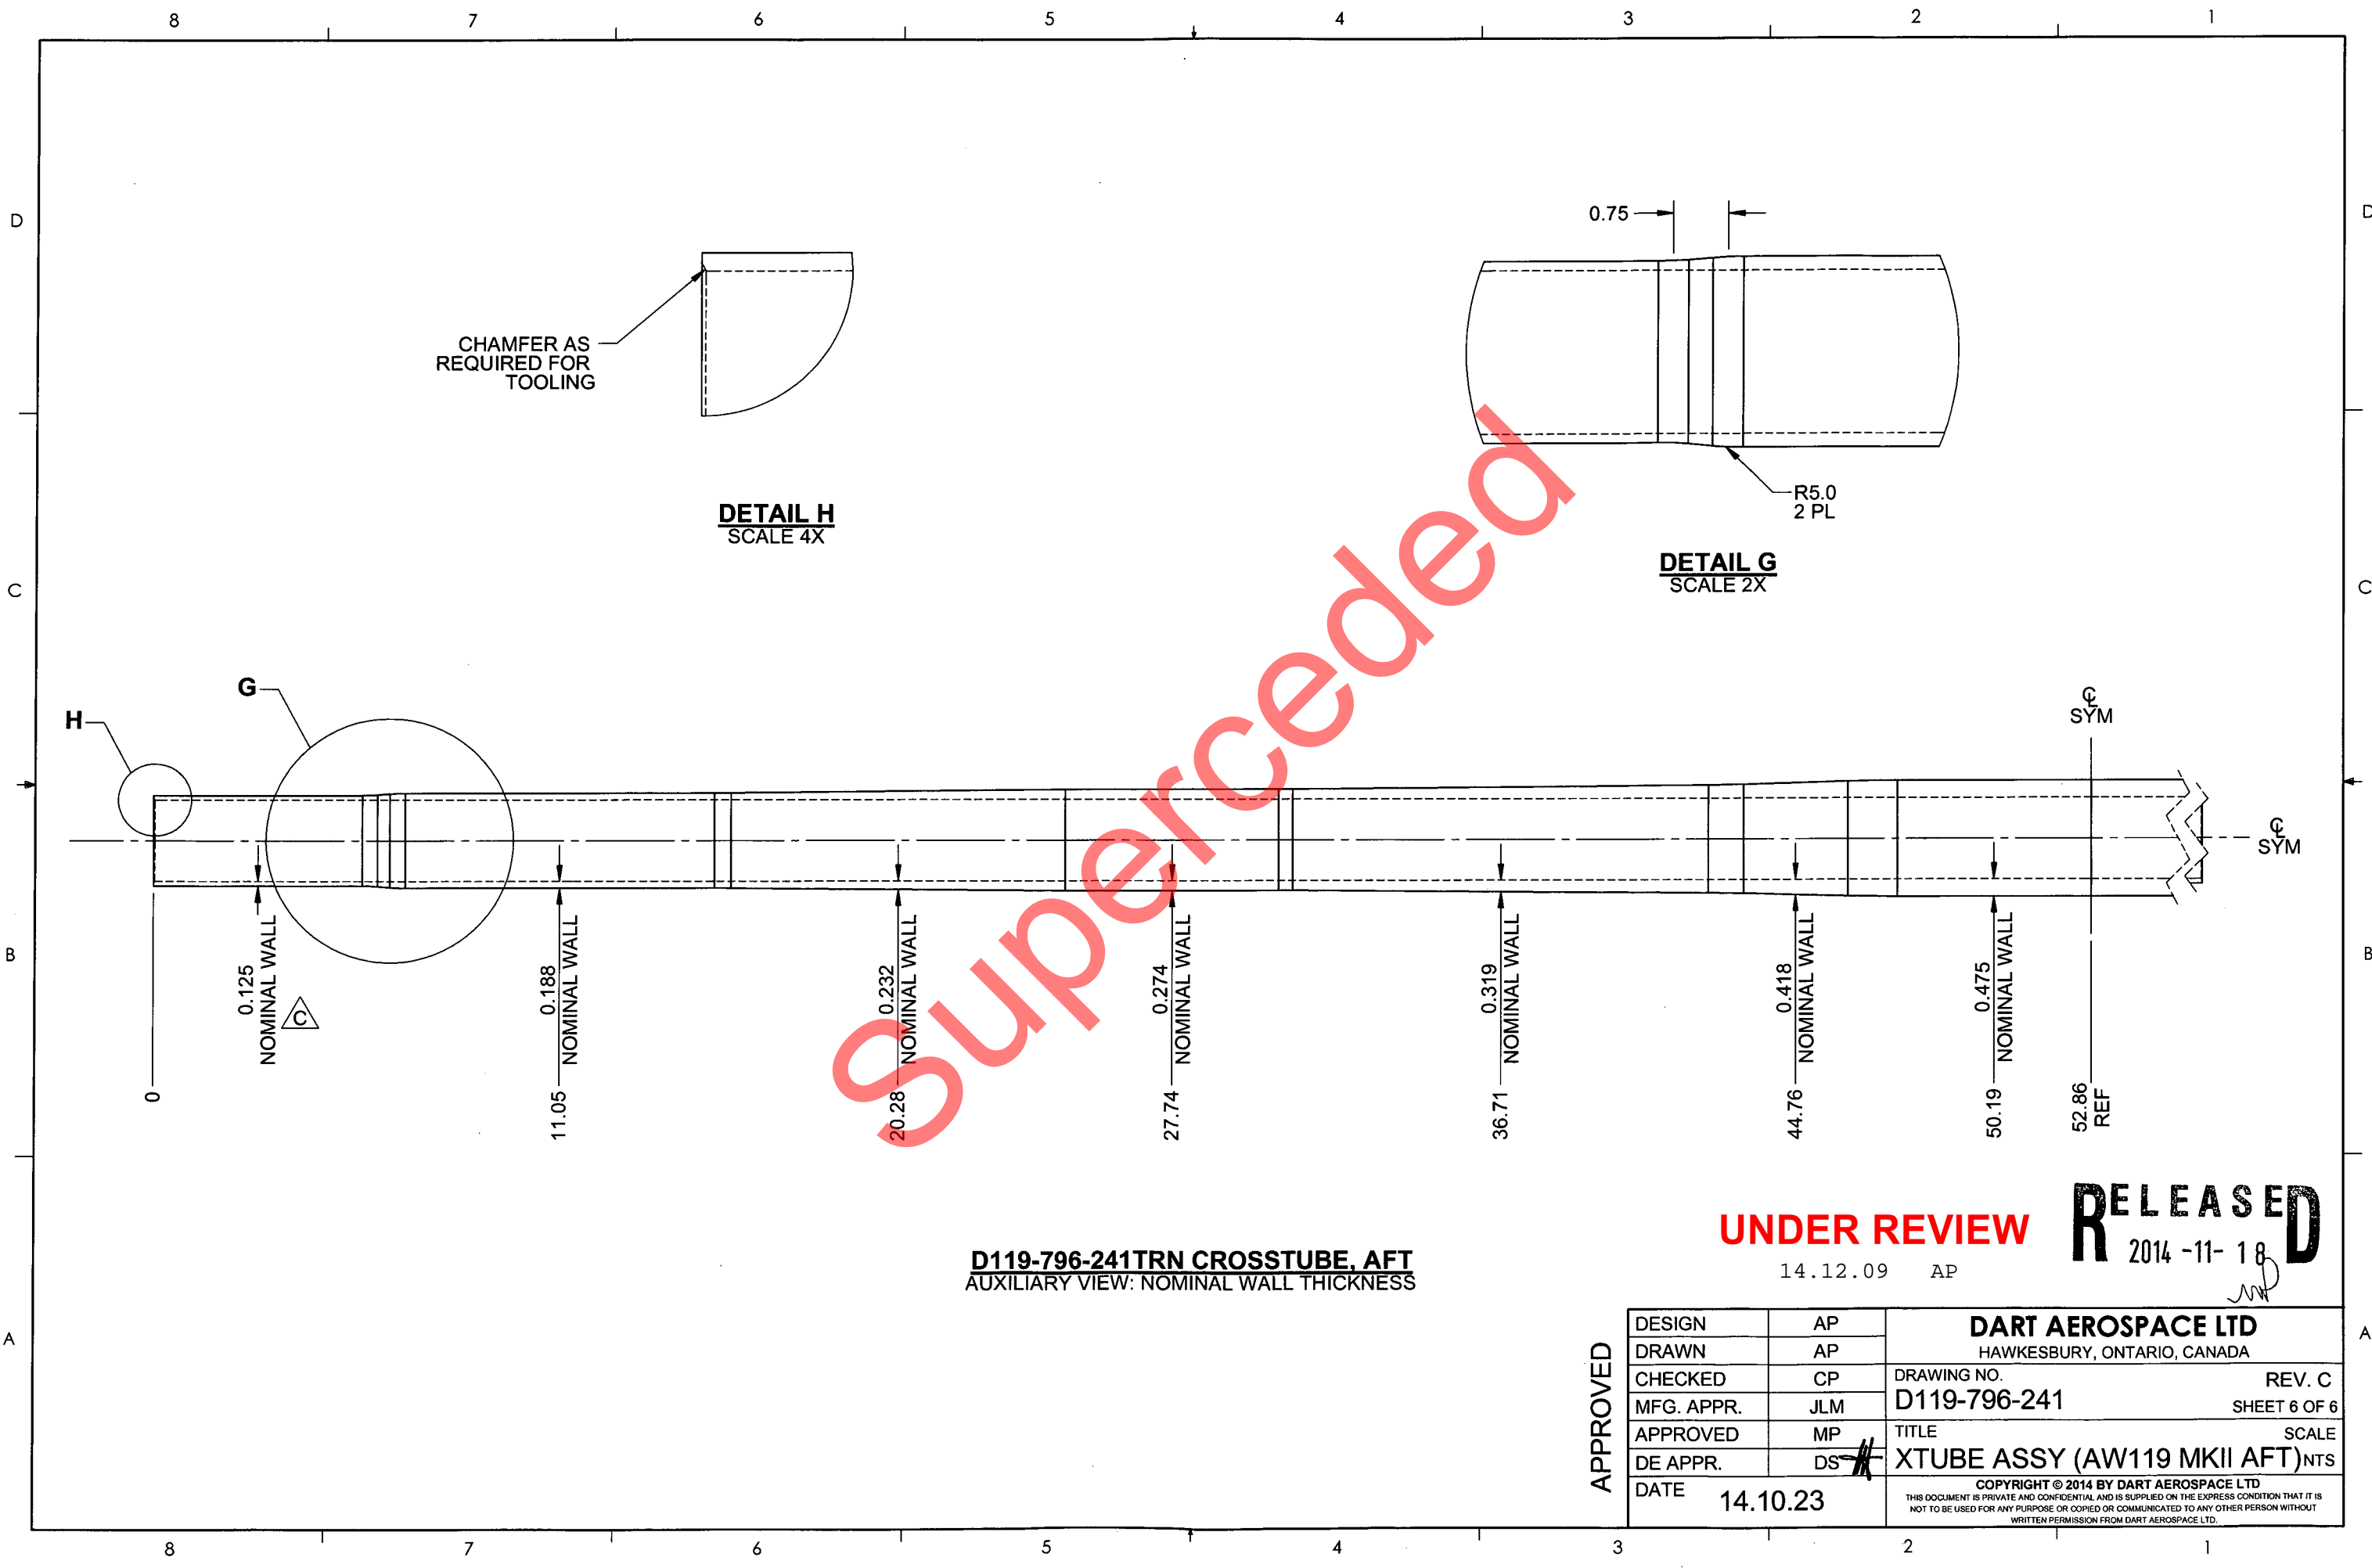 8 7 6 5 4 3 2 1
D
D
0.75
CHAMFER AS
REQUIRED FOR
TOOLING
R5.0
2 PL
DETAIL H
SCALE 4X
DETAIL G
SCALE 2X
C
C
Superceded
G
H
℄
SYM
℄
SYM
B
B
0.125
NOMINAL WALL
C
0.188
NOMINAL WALL
0.232
NOMINAL WALL
0.274
NOMINAL WALL
0.319
NOMINAL WALL
0.418
NOMINAL WALL
0.475
NOMINAL WALL
0
11.05
20.28
27.74
36.71
44.76
50.19
52.86
REF
D119-796-241TRN CROSSTUBE, AFT
AUXILIARY VIEW: NOMINAL WALL THICKNESS
UNDER REVIEW
14.12.09 AP
RELEASED
2014 -11- 18
MP
A
A
APPROVED
DESIGN AP
DRAWN AP
CHECKED CP
MFG. APPR. JLM
APPROVED MP
DE APPR. DS
DATE 14.10.23
DART AEROSPACE LTD
HAWKESBURY, ONTARIO, CANADA
DRAWING NO. REV. C
D119-796-241 SHEET 6 OF 6
TITLE SCALE
XTUBE ASSY (AW119 MKII AFT) NTS
COPYRIGHT © 2014 BY DART AEROSPACE LTD
THIS DOCUMENT IS PRIVATE AND CONFIDENTIAL AND IS SUPPLIED ON THE EXPRESS CONDITION THAT IT IS
NOT TO BE USED FOR ANY PURPOSE OR COPIED OR COMMUNICATED TO ANY OTHER PERSON WITHOUT
WRITTEN PERMISSION FROM DART AEROSPACE LTD.
8 7 6 5 4 3 2 1